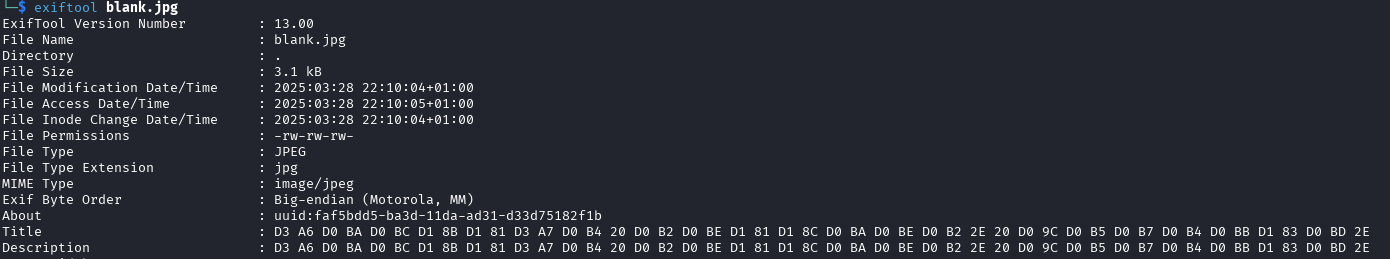 └─$ exiftool blank.jpg
ExifTool Version Number         : 13.00
File Name                       : blank.jpg
Directory                       : .
File Size                       : 3.1 kB
File Modification Date/Time     : 2025:03:28 22:10:04+01:00
File Access Date/Time           : 2025:03:28 22:10:05+01:00
File Inode Change Date/Time     : 2025:03:28 22:10:04+01:00
File Permissions                : -rw-rw-rw-
File Type                       : JPEG
File Type Extension             : jpg
MIME Type                       : image/jpeg
Exif Byte Order                 : Big-endian (Motorola, MM)
About                           : uuid:faf5bdd5-ba3d-11da-ad31-d33d75182f1b
Title                           : D3 A6 D0 BA D0 BC D1 8B D1 81 D3 A7 D0 B4 20 D0 B2 D0 BE D1 81 D1 8C D0 BA D0 BE D0 B2 2E 20 D0 9C D0 B5 D0 B7 D0 B4 D0 BB D1 83 D0 BD 2E
Description                     : D3 A6 D0 BA D0 BC D1 8B D1 81 D3 A7 D0 B4 20 D0 B2 D0 BE D1 81 D1 8C D0 BA D0 BE D0 B2 2E 20 D0 9C D0 B5 D0 B7 D0 B4 D0 BB D1 83 D0 BD 2E